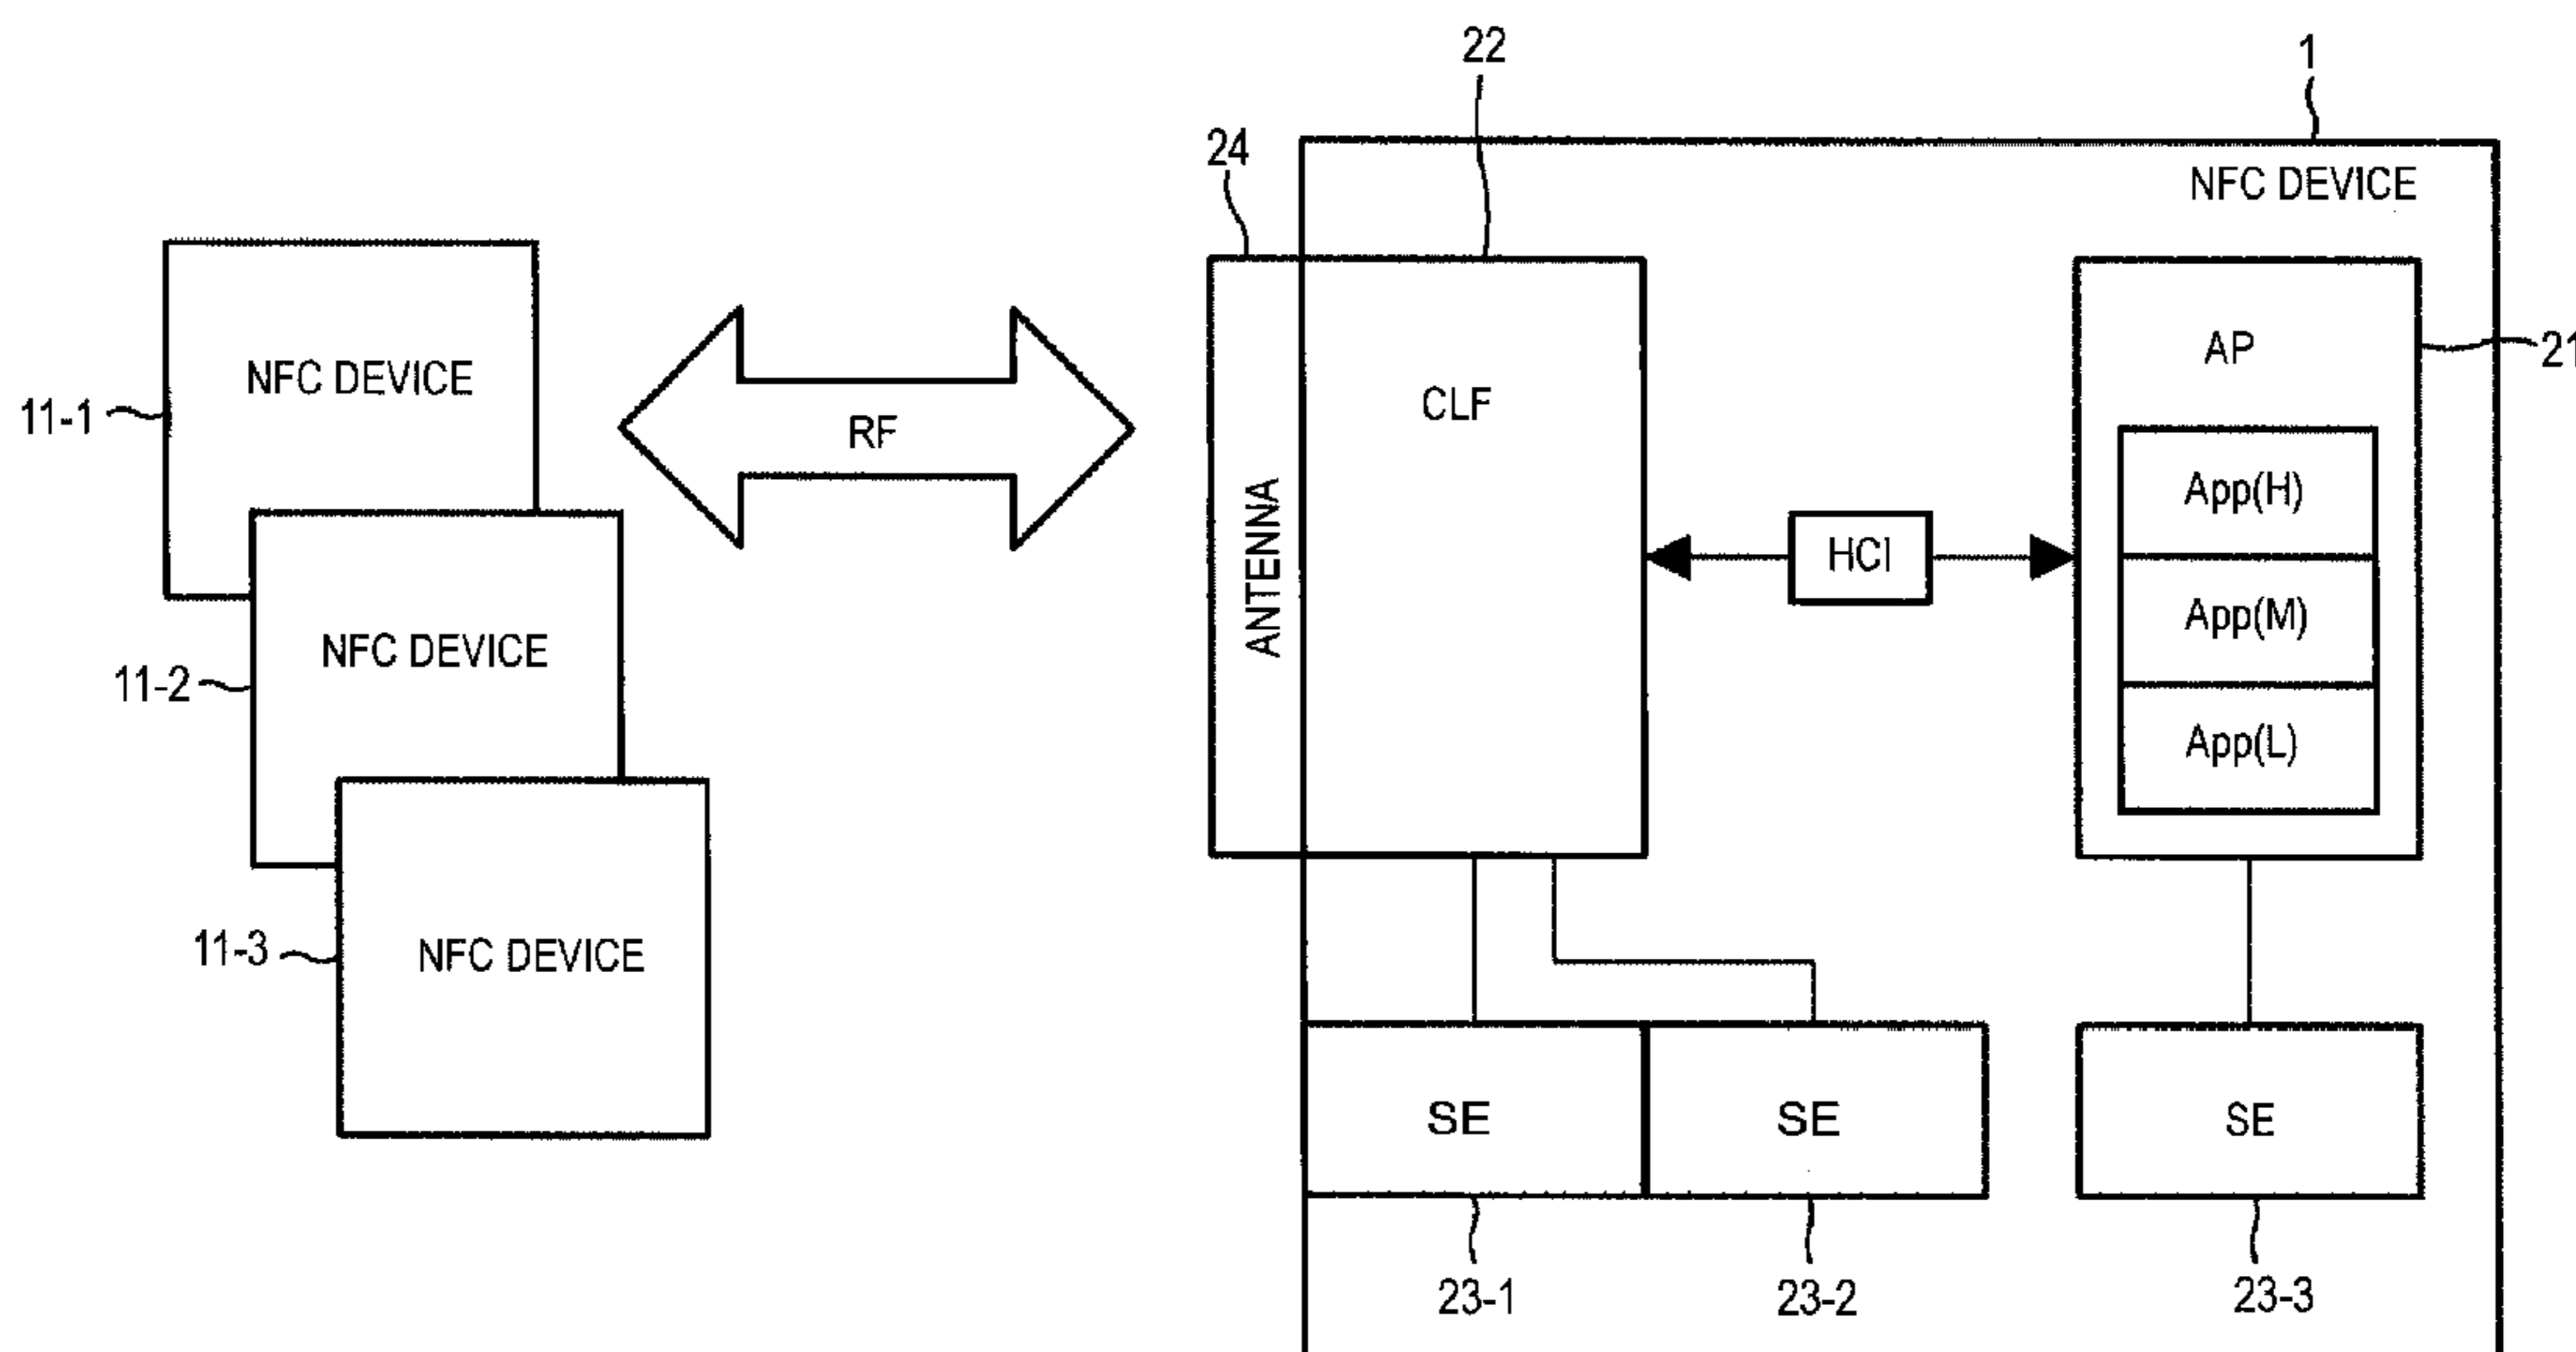 22
1
24
NFC DEVICE
NFC DEVICE
11-1
RF
CLF
AP
21
App(H)
ANTENNA
HCI
App(M)
NFC DEVICE
11-2
App(L)
NFC DEVICE
11-3
SE
SE
SE
23-1
23-2
23-3